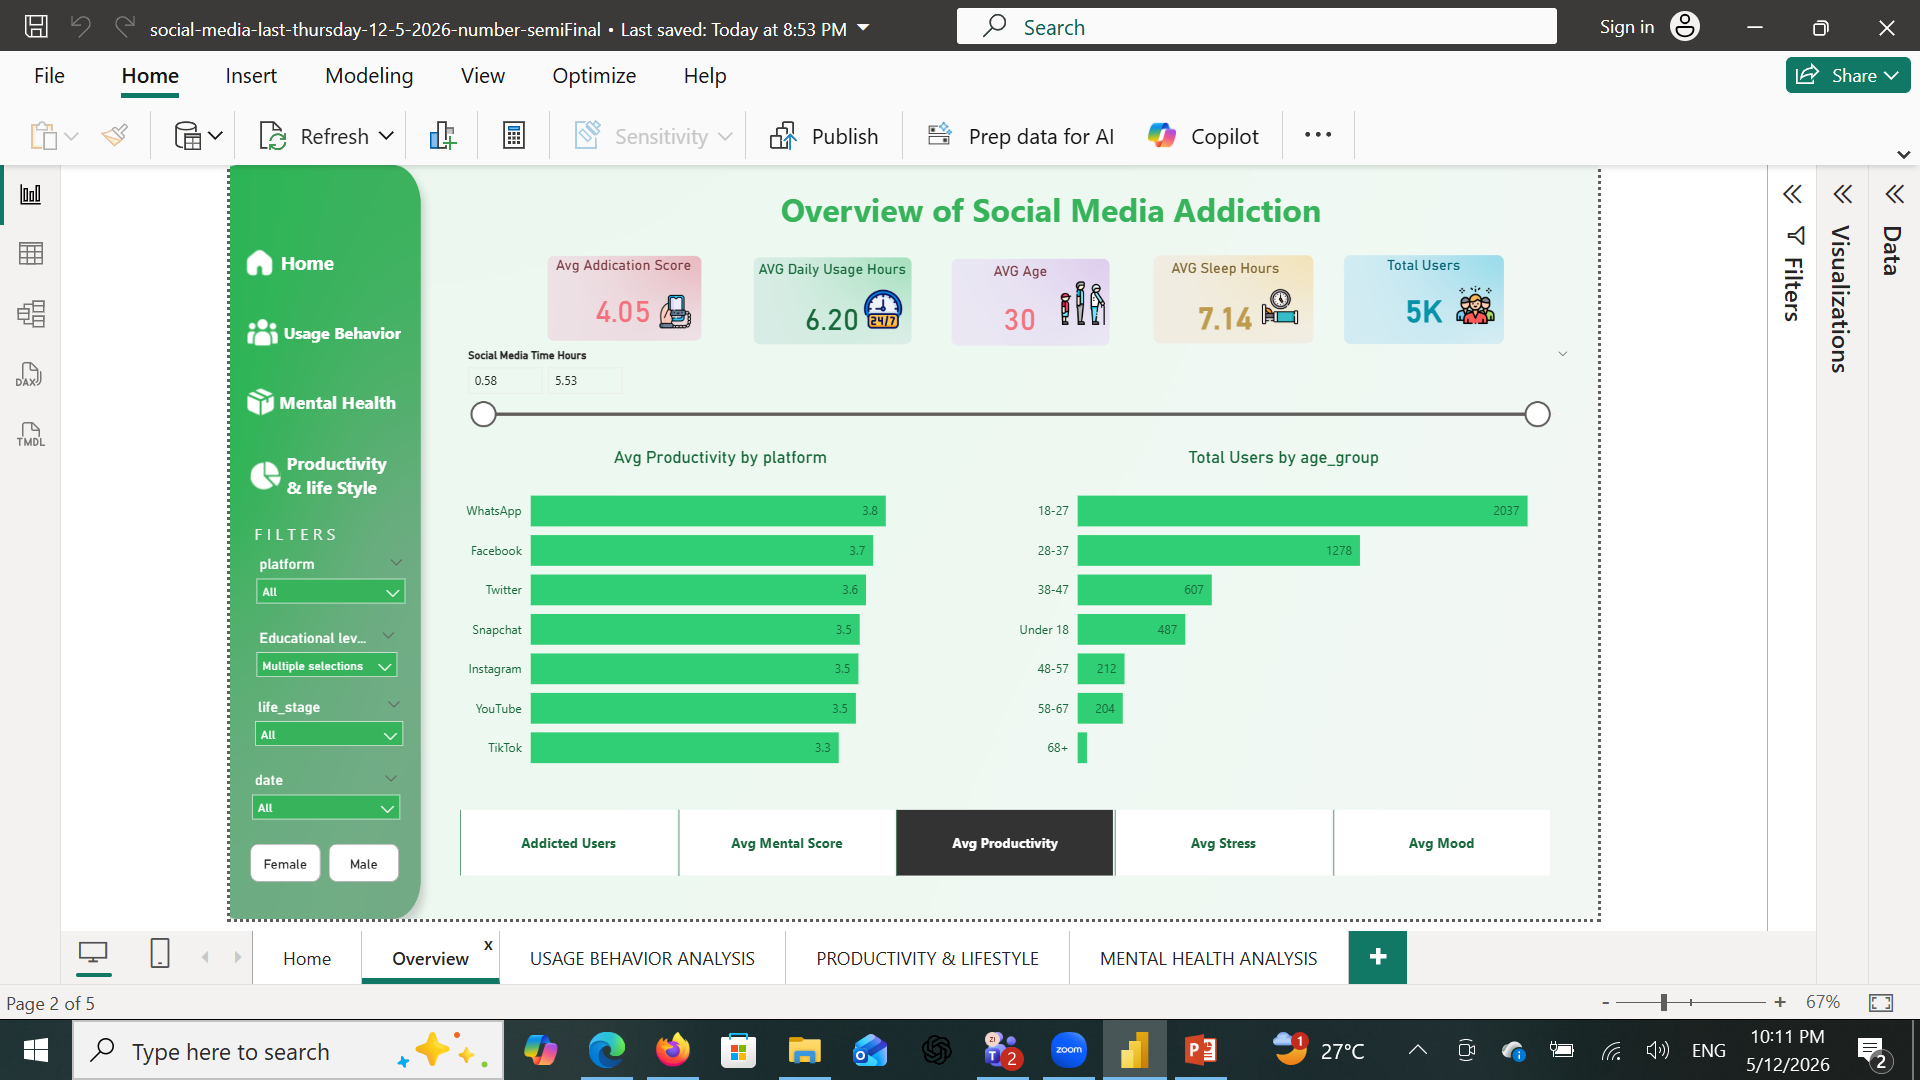 social-media-last-thursday-12-5-2026-number-semiFinal • Last saved: Today at 8:53 PM
Search
Sign in
File Home Insert Modeling View Optimize Help
Share
Refresh
Sensitivity
Publish
Prep data for AI
Copilot
DAX
TMDL
Home
Usage Behavior
Mental Health
Productivity
& life Style
FILTERS
platform
All
Educational lev...
Multiple selections
life_stage
All
date
All
Female Male
Overview of Social Media Addiction
Avg Addication Score
4.05
AVG Daily Usage Hours
6.20
24/7
AVG Age
30
AVG Sleep Hours
7.14
Total Users
5K
Social Media Time Hours
0.58 5.53
Avg Productivity by platform
WhatsApp 3.8
Facebook 3.7
Twitter 3.6
Snapchat 3.5
Instagram 3.5
YouTube 3.5
TikTok 3.3
Total Users by age_group
18-27 2037
28-37 1278
38-47 607
Under 18 487
48-57 212
58-67 204
68+
Addicted Users Avg Mental Score Avg Productivity Avg Stress Avg Mood
Filters
Visualizations
Data
Home Overview x USAGE BEHAVIOR ANALYSIS PRODUCTIVITY & LIFESTYLE MENTAL HEALTH ANALYSIS +
Page 2 of 5
- + 67%
Type here to search
2
zoom
1
27°C
ENG
10:11 PM
5/12/2026
2